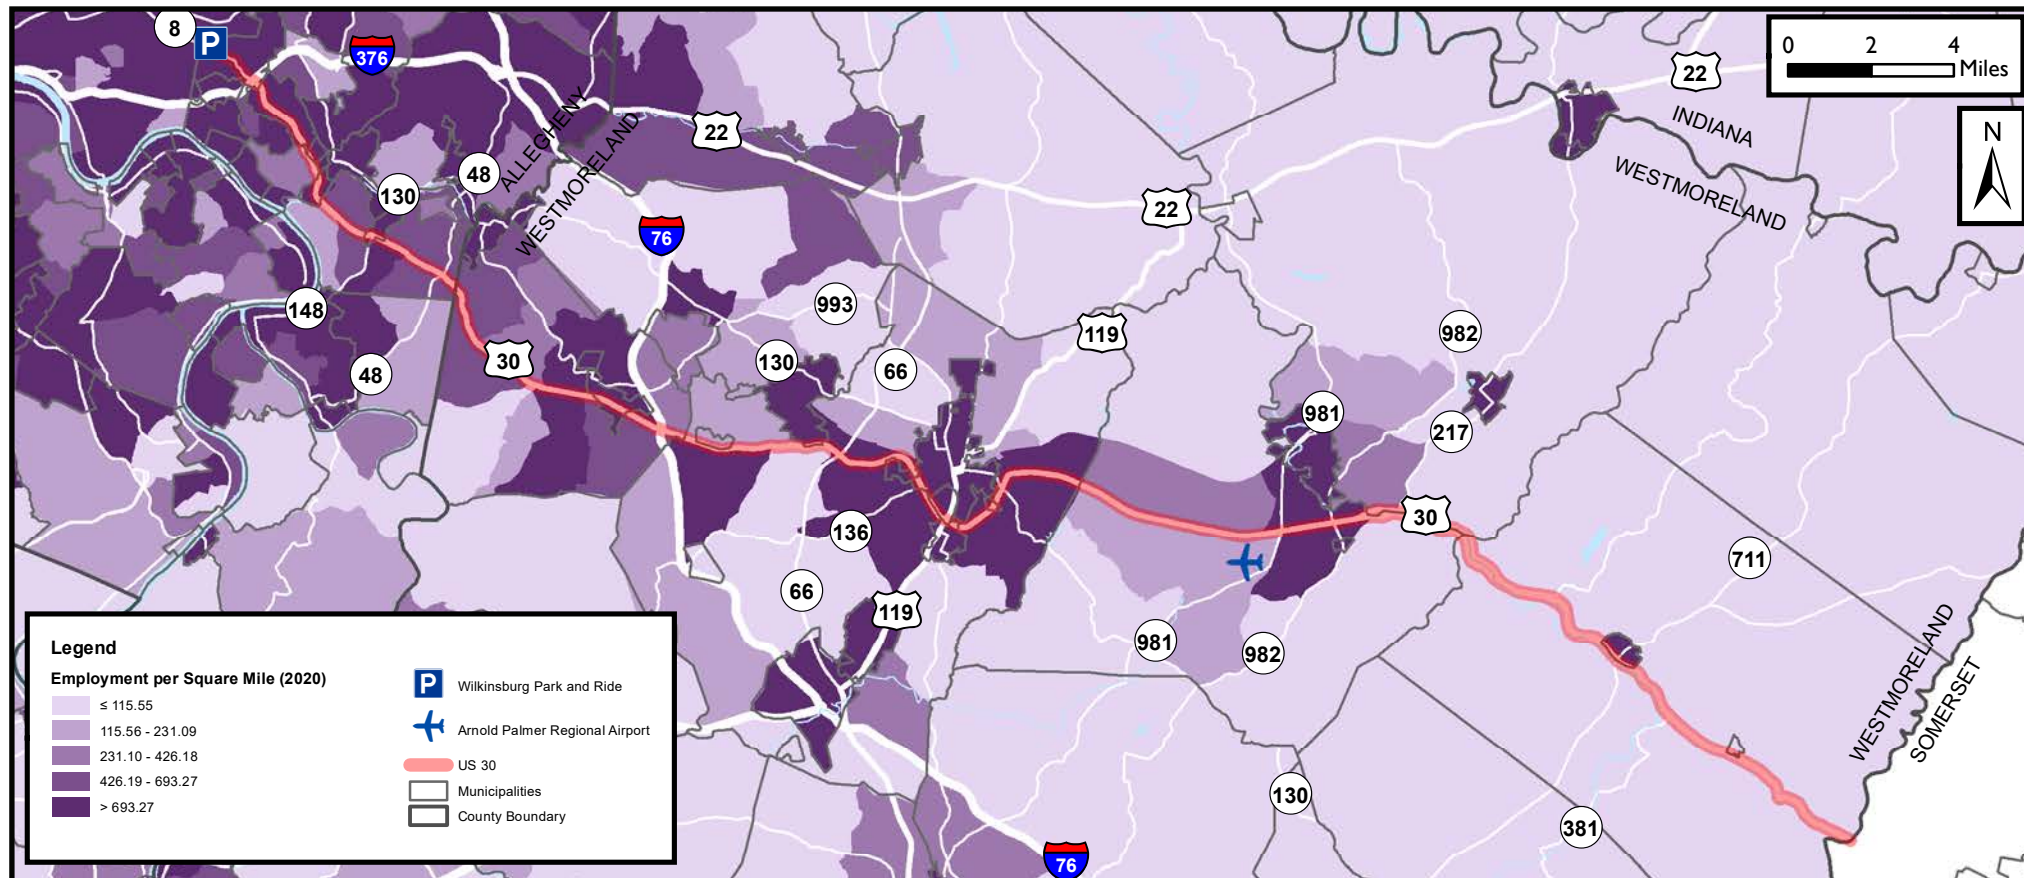 8
P
376
22
0 2 4
Miles
22
INDIANA
N
ALLEGHENY
WESTMORELAND
48
130
WESTMORELAND
22
76
148
993
119
982
30
130
66
48
981
217
30
136
711
66
119
981
982
WESTMORELAND
SOMERSET
130
381
76
Legend
Employment per Square Mile (2020)
≤ 115.55
115.56 - 231.09
231.10 - 426.18
426.19 - 693.27
> 693.27
P Wilkinsburg Park and Ride
Arnold Palmer Regional Airport
US 30
Municipalities
County Boundary